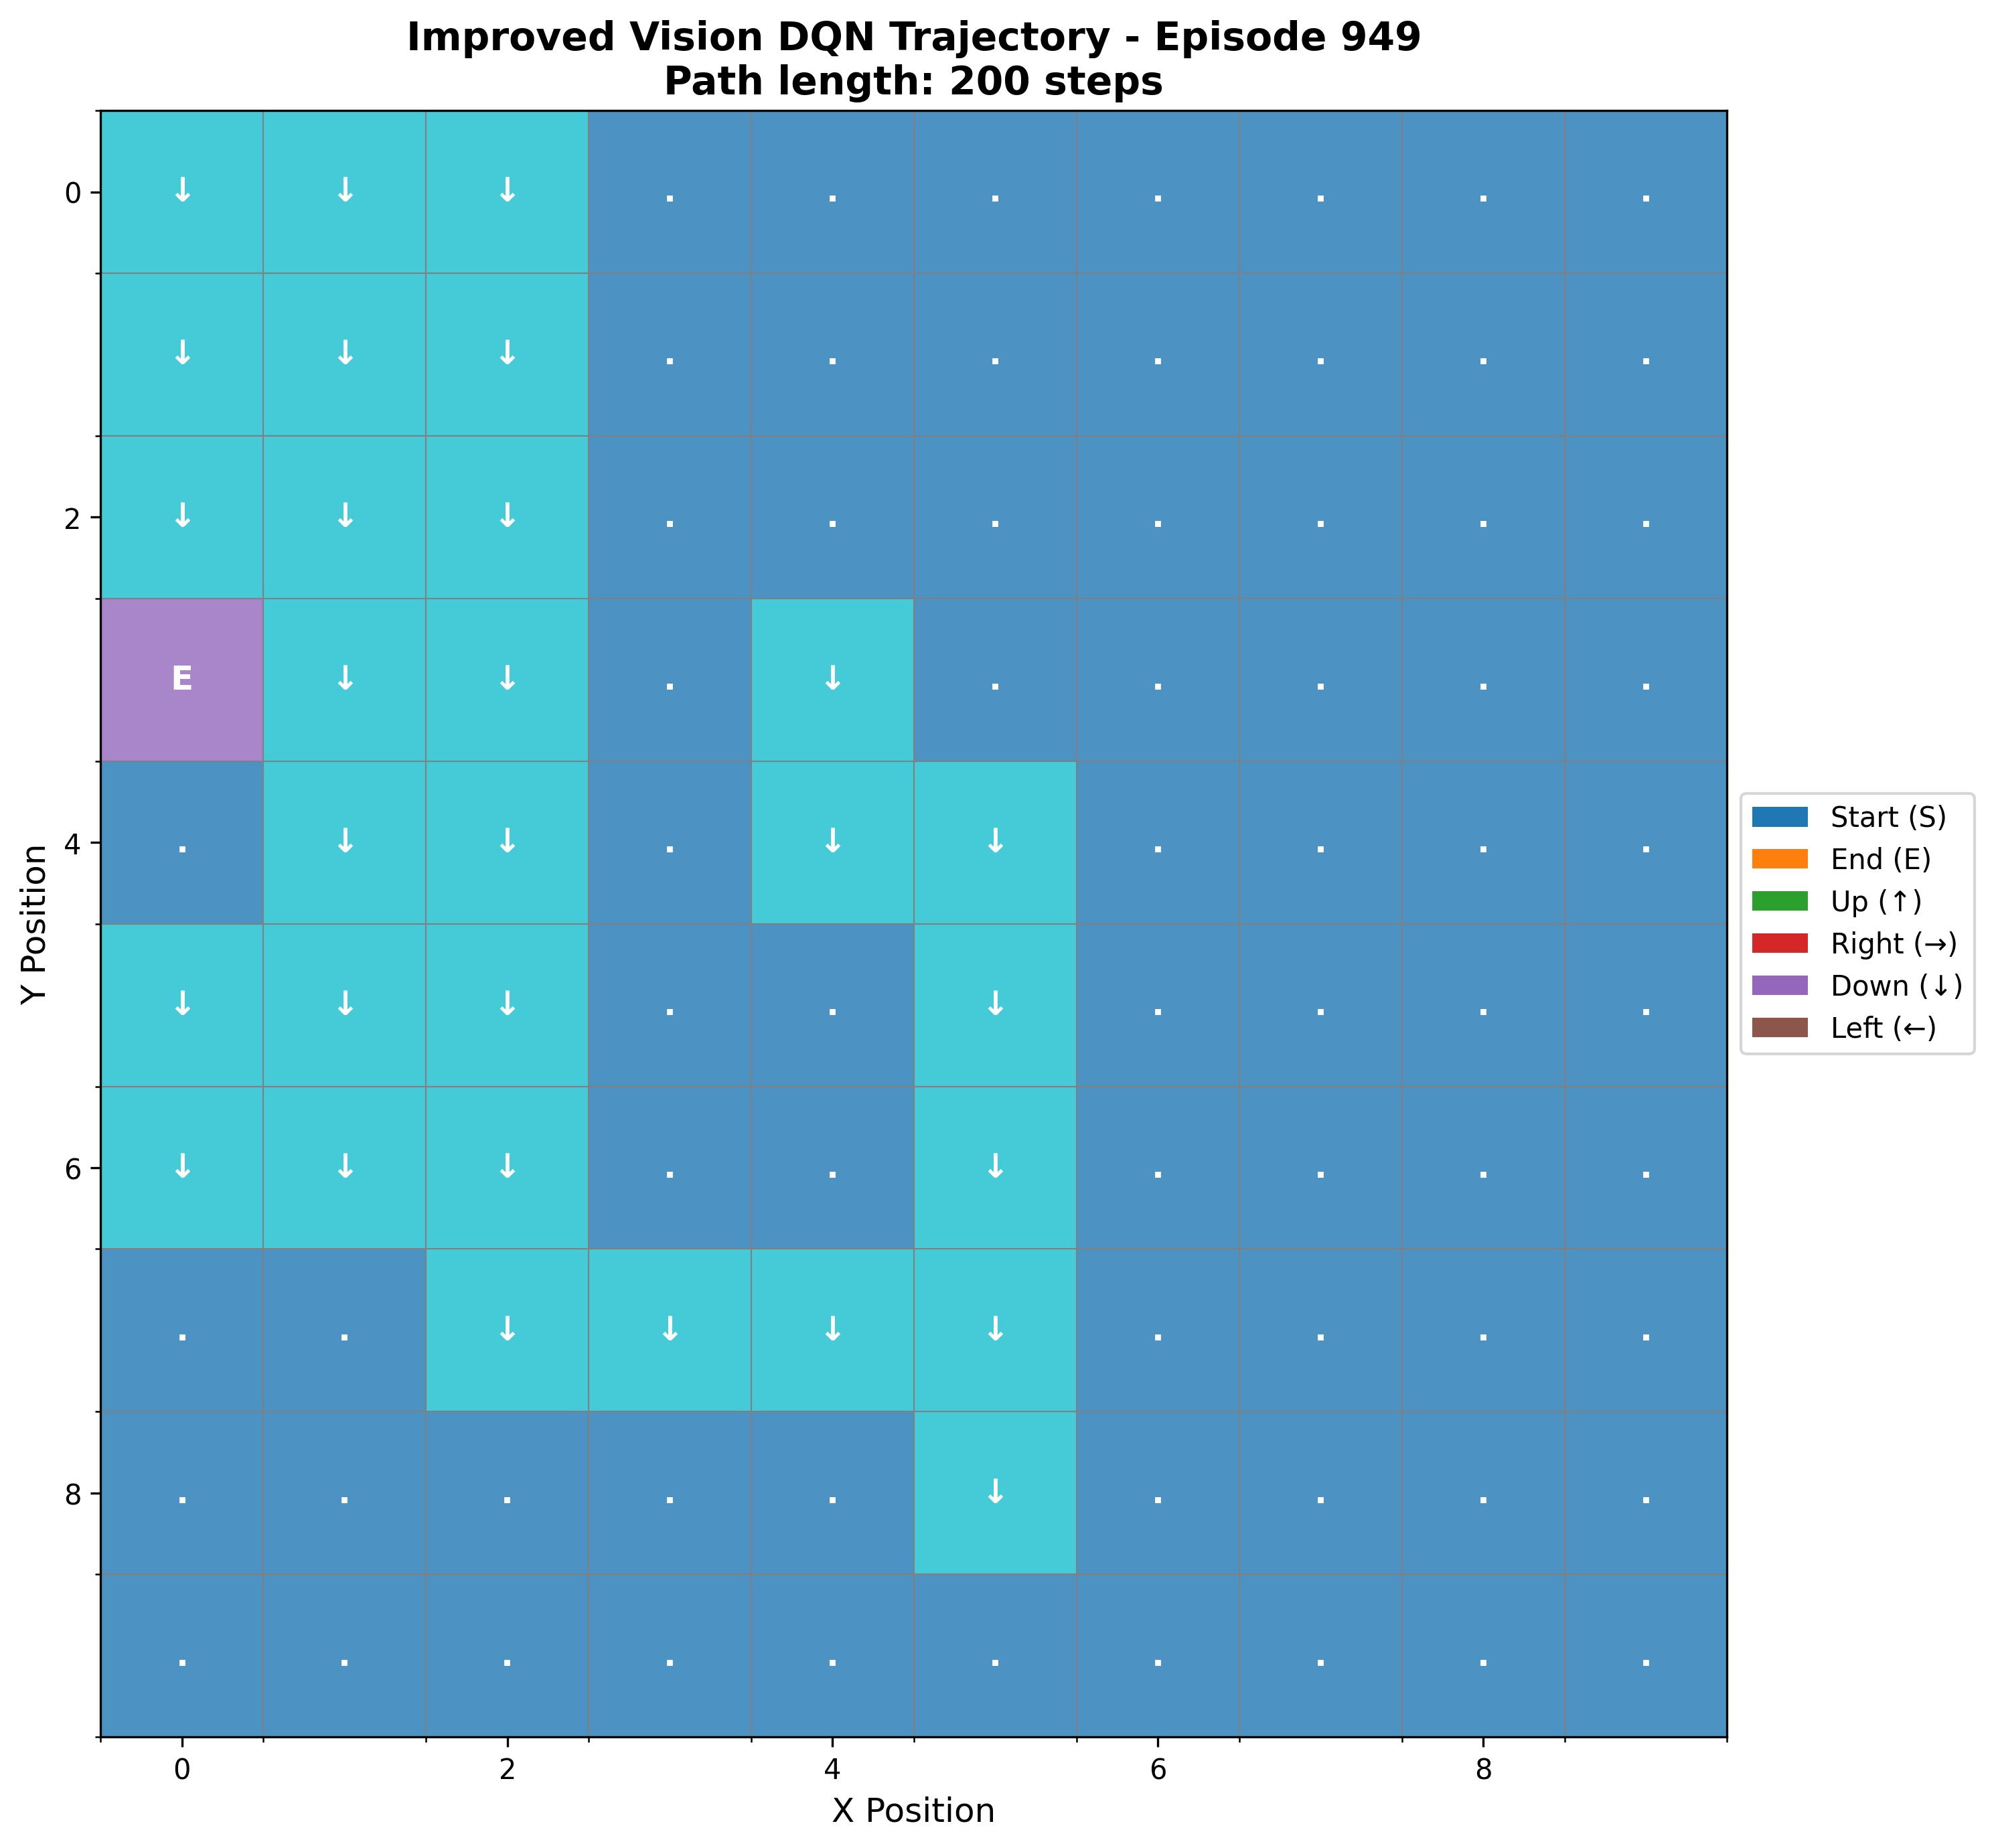 Improved Vision DQN Trajectory - Episode 949
Path length: 200 steps
0 ↓ ↓ ↓ . . . . . . .
↓ ↓ ↓ . . . . . . .
2 ↓ ↓ ↓ . . . . . . .
E ↓ ↓ . ↓ . . . . .
4 . ↓ ↓ . ↓ ↓ . . . .
↓ ↓ ↓ . . ↓ . . . .
6 ↓ ↓ ↓ . . ↓ . . . .
. . ↓ ↓ ↓ ↓ . . . .
8 . . . . . ↓ . . . .
. . . . . . . . . .
0 2 4 6 8
X Position
Y Position
Start (S)
End (E)
Up (↑)
Right (→)
Down (↓)
Left (←)